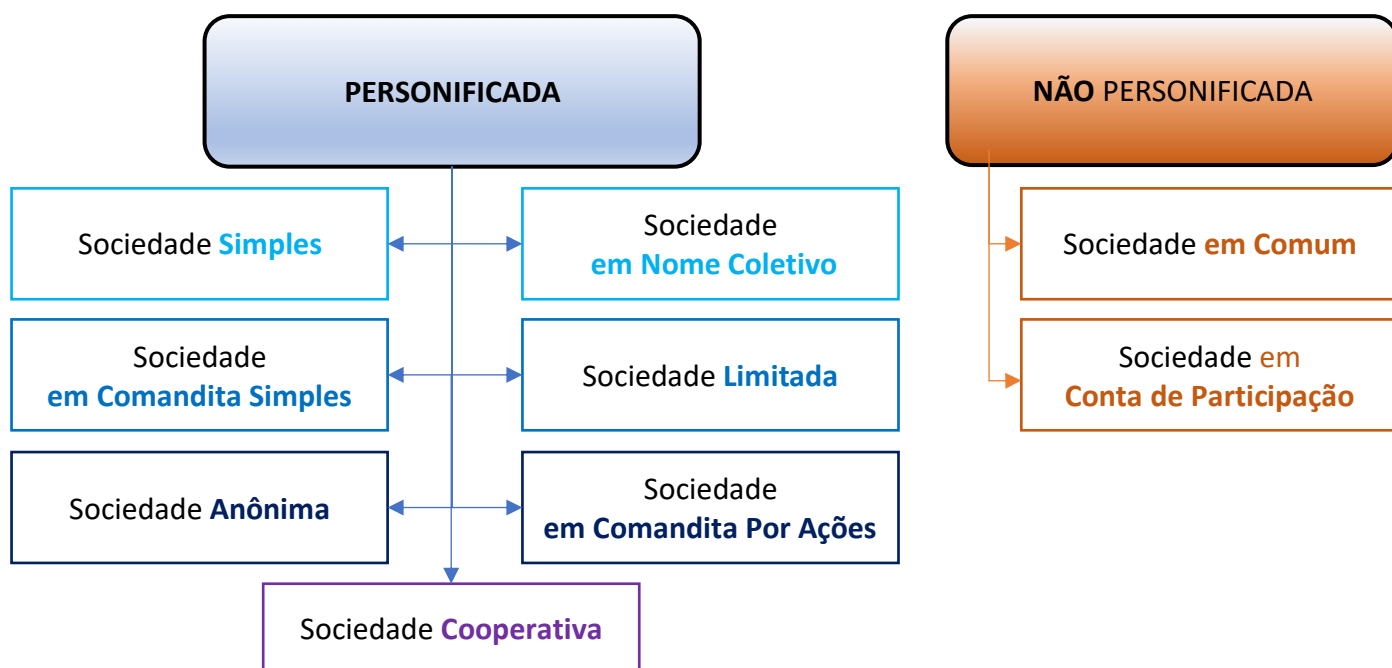 PERSONIFICADA
NÃO PERSONIFICADA
Sociedade Simples
Sociedade
em Nome Coletivo
Sociedade em Comum
Sociedade
em Comandita Simples
Sociedade Limitada
Sociedade em
Conta de Participação
Sociedade Anônima
Sociedade
em Comandita Por Ações
Sociedade Cooperativa